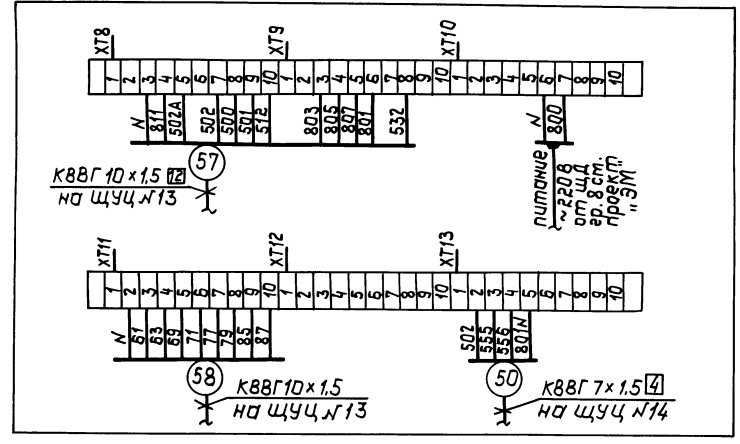 XT8 XT9 XT10
1 2 3 4 5 6 7 8 9 10 1 2 3 4 5 6 7 8 9 10 1 2 3 4 5 6 7 8 9 10
N 811 502А 502 500 501 512 803 805 807 801 532 N 800
57
КВВГ 10×1,5 12
на ЩУЦ №13
питание
~220В
от ЩД
гр. 8 ст.
проект
"ЭМ"
XT11 XT12 XT13
1 2 3 4 5 6 7 8 9 10 1 2 3 4 5 6 7 8 9 10 1 2 3 4 5 6 7 8 9 10
N 61 63 69 71 77 79 85 87 502 555 556 801 N
58
КВВГ 10×1,5
на ЩУЦ №13
50
КВВГ 7×1,5 4
на ЩУЦ №14